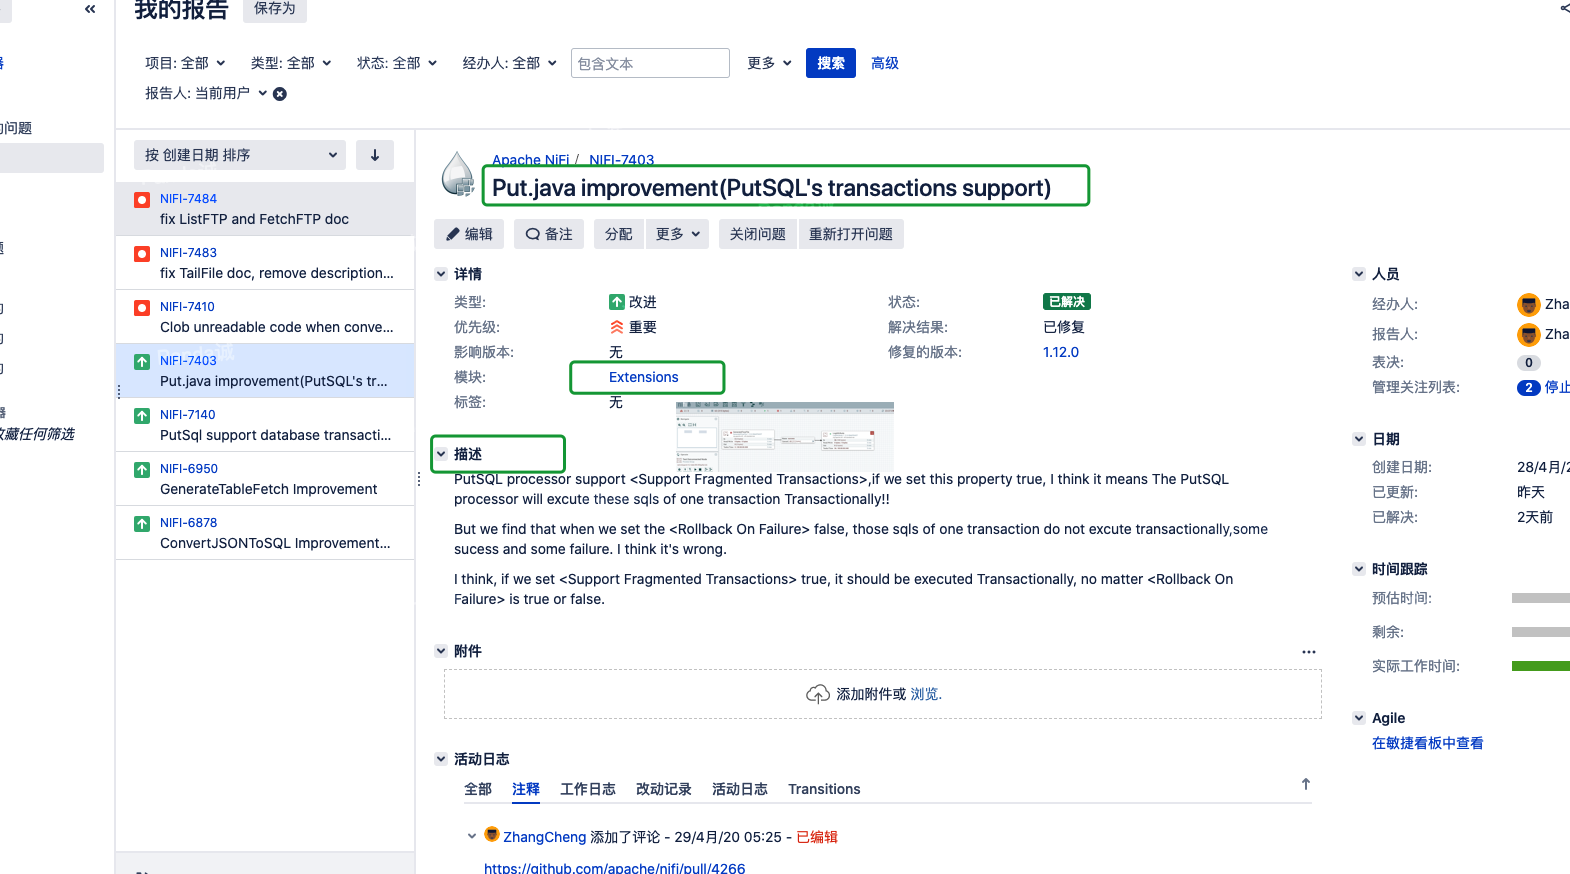 我的报告 保存为
项目: 全部 类型: 全部 状态: 全部 经办人: 全部 包含文本 更多 搜索 高级
报告人: 当前用户
的问题
收藏任何筛选
按 创建日期 排序
NIFI-7484
fix ListFTP and FetchFTP doc
NIFI-7483
fix TailFile doc, remove description...
NIFI-7410
Clob unreadable code when conve...
NIFI-7403
Put.java improvement(PutSQL's tr...
NIFI-7140
PutSql support database transacti...
NIFI-6950
GenerateTableFetch Improvement
NIFI-6878
ConvertJSONToSQL Improvement...
Apache NiFi / NIFI-7403
Put.java improvement(PutSQL's transactions support)
编辑 备注 分配 更多 关闭问题 重新打开问题
详情
类型: 改进 状态: 已解决
优先级: 重要 解决结果: 已修复
影响版本: 无 修复的版本: 1.12.0
模块: Extensions
标签: 无
描述
PutSQL processor support <Support Fragmented Transactions>,if we set this property true, I think it means The PutSQL
processor will excute these sqls of one transaction Transactionally!!
But we find that when we set the <Rollback On Failure> false, those sqls of one transaction do not excute transactionally,some
sucess and some failure. I think it's wrong.
I think, if we set <Support Fragmented Transactions> true, it should be executed Transactionally, no matter <Rollback On
Failure> is true or false.
附件
添加附件或 浏览.
活动日志
全部 注释 工作日志 改动记录 活动日志 Transitions
ZhangCheng 添加了评论 - 29/4月/20 05:25 - 已编辑
https://github.com/apache/nifi/pull/4266
人员
经办人: Zha
报告人: Zha
表决: 0
管理关注列表: 2 停止
日期
创建日期: 28/4月/2
已更新: 昨天
已解决: 2天前
时间跟踪
预估时间:
剩余:
实际工作时间:
Agile
在敏捷看板中查看